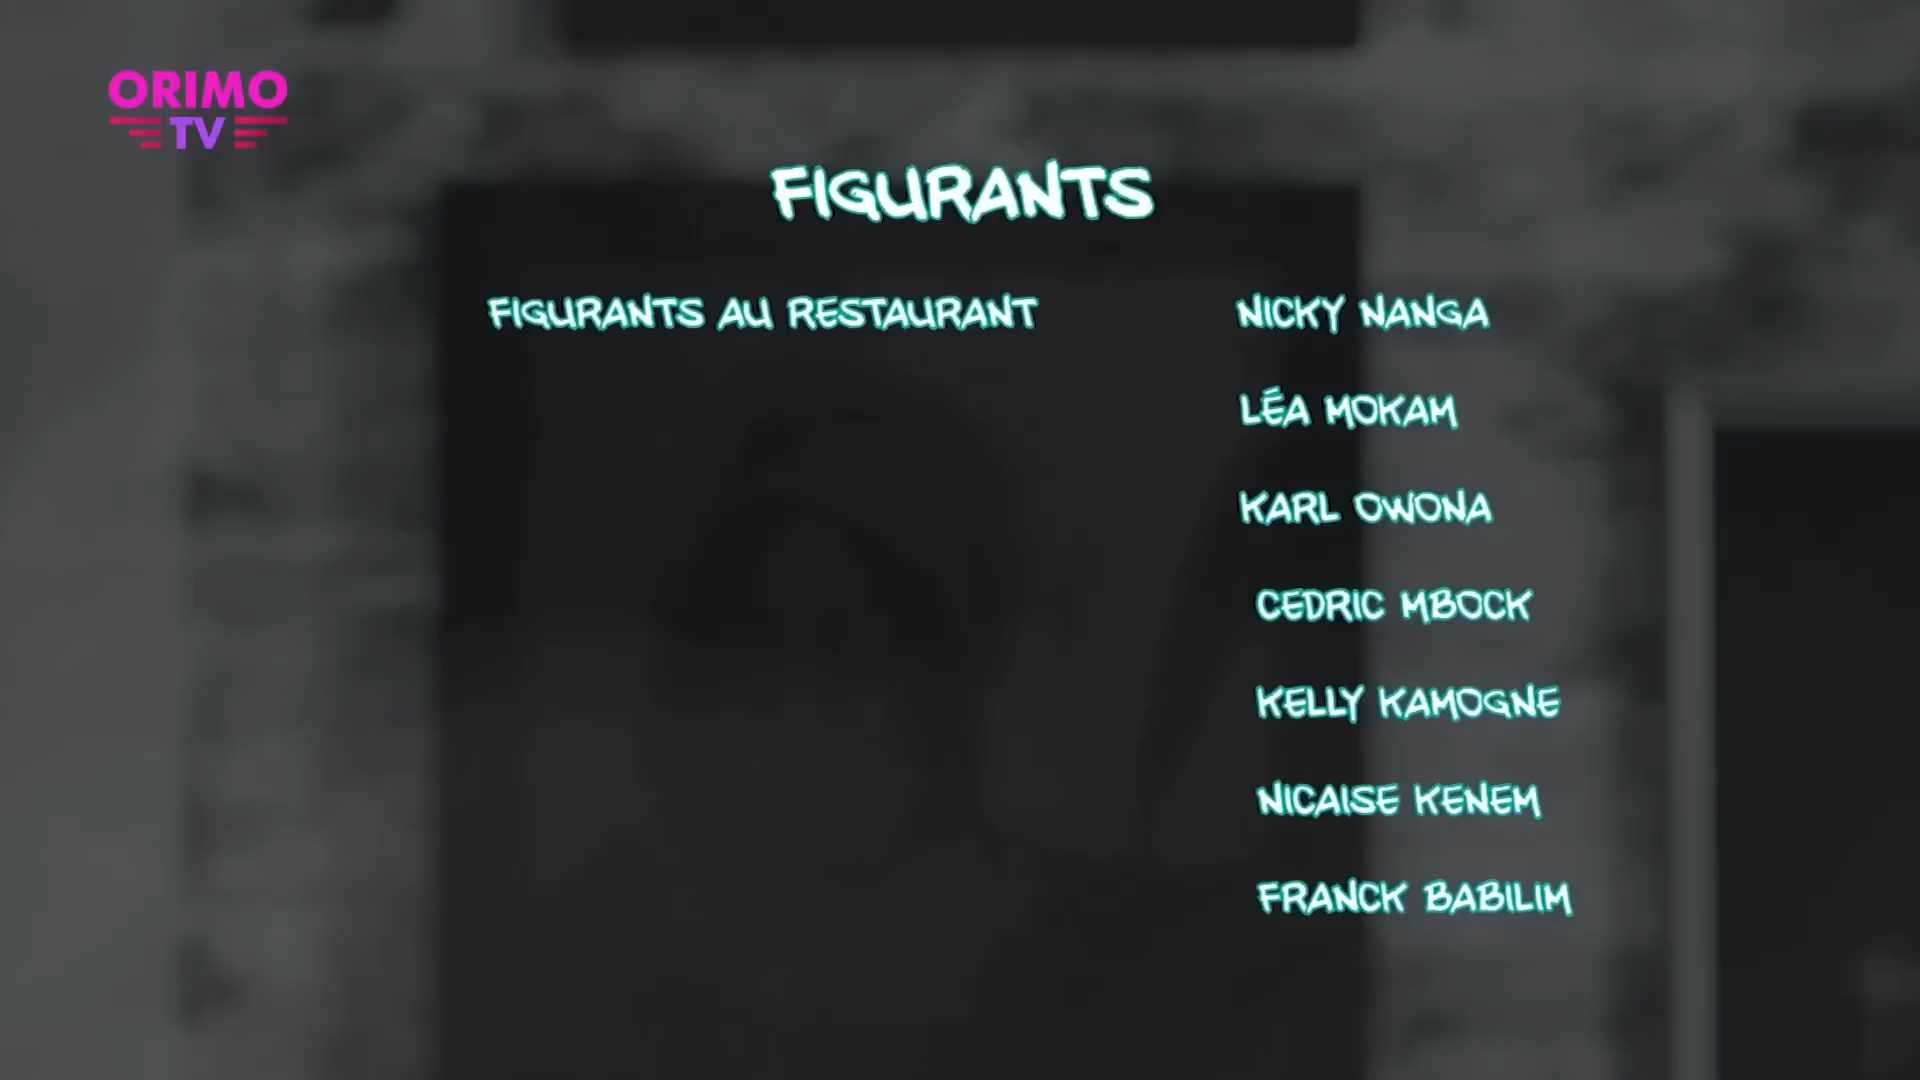 ORIMO
TV
FIGURANTS
FIGURANTS AU RESTAURANT NICKY NANGA
LÉA MOKAM
KARL OWONA
CEDRIC MBOCK
KELLY KAMOGNE
NICAISE KENEM
FRANCK BABILIM